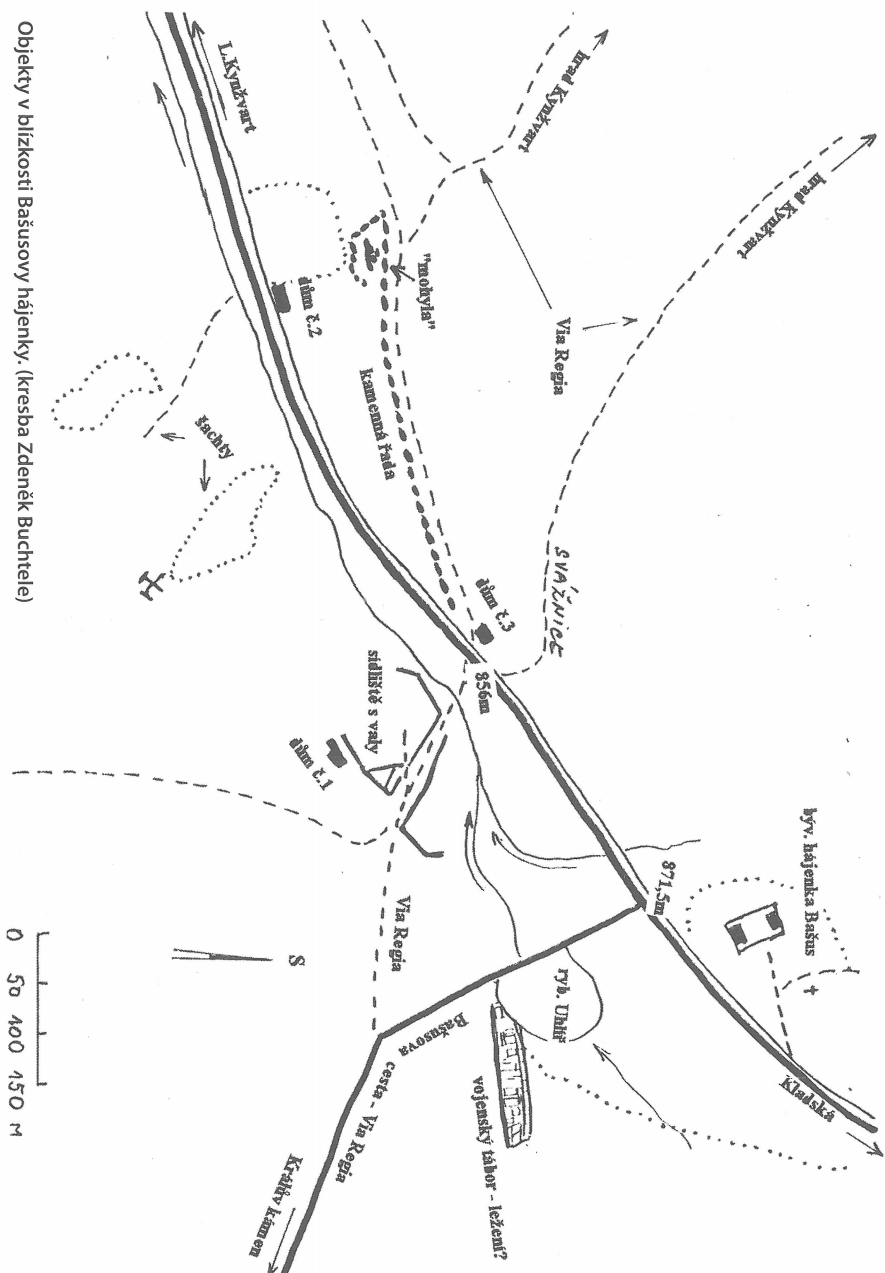 Objekty v blízkosti Bašusovy hájenky. (kresba Zdeněk Buchtele)
L.Kynžvart
hrad Kynžvart
hrad Kynžvart
Via Regia
"mohyla"
dům č.2
kamenná řada
šachty
SVÁŽNICE
dům č.3
856m
sídliště s valy
dům č.1
býv. hájenka Bašus
871,5m
Via Regia
ryb. Uhlíř
Bašusova
cesta - Via Regia
vojenský tábor - ležení?
Kladská
Králův kámen
S
0 50 100 150 M